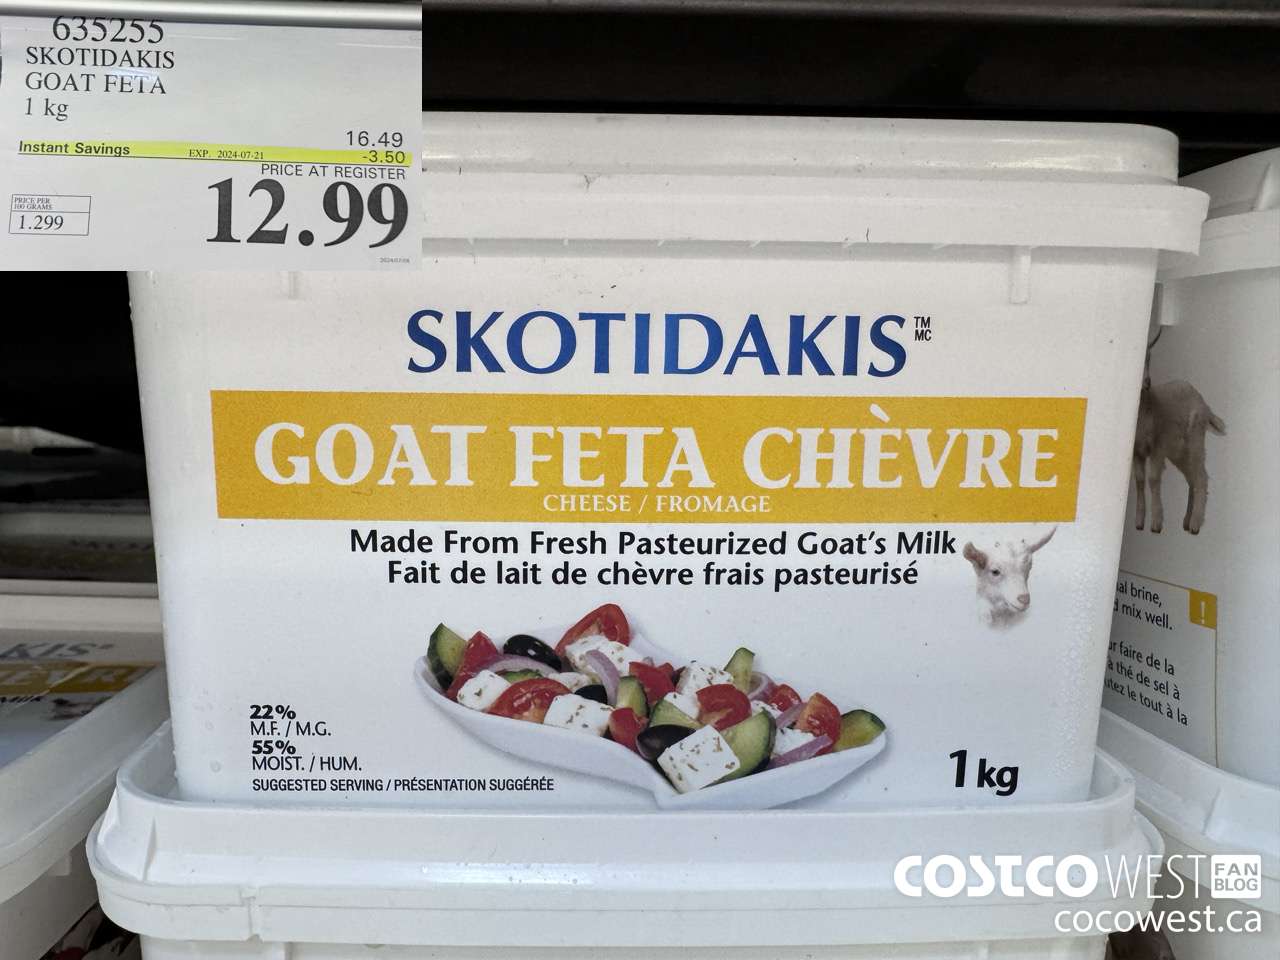 635255
SKOTIDAKIS
GOAT FETA
1 kg
16.49
Instant Savings EXP. 2024-07-21 -3.50
PRICE AT REGISTER
12.99
PRICE PER
100 GRAMS
1.299
SKOTIDAKIS TM
MC
GOAT FETA CHÈVRE
CHEESE / FROMAGE
Made From Fresh Pasteurized Goat's Milk
Fait de lait de chèvre frais pasteurisé
22%
M.F. / M.G.
55%
MOIST. / HUM.
SUGGESTED SERVING / PRÉSENTATION SUGGÉRÉE
1 kg
brine,
mix well.
!
faire de la
thé de sel à
le tout à la
KIS
COSTCO WEST FAN
BLOG
cocowest.ca